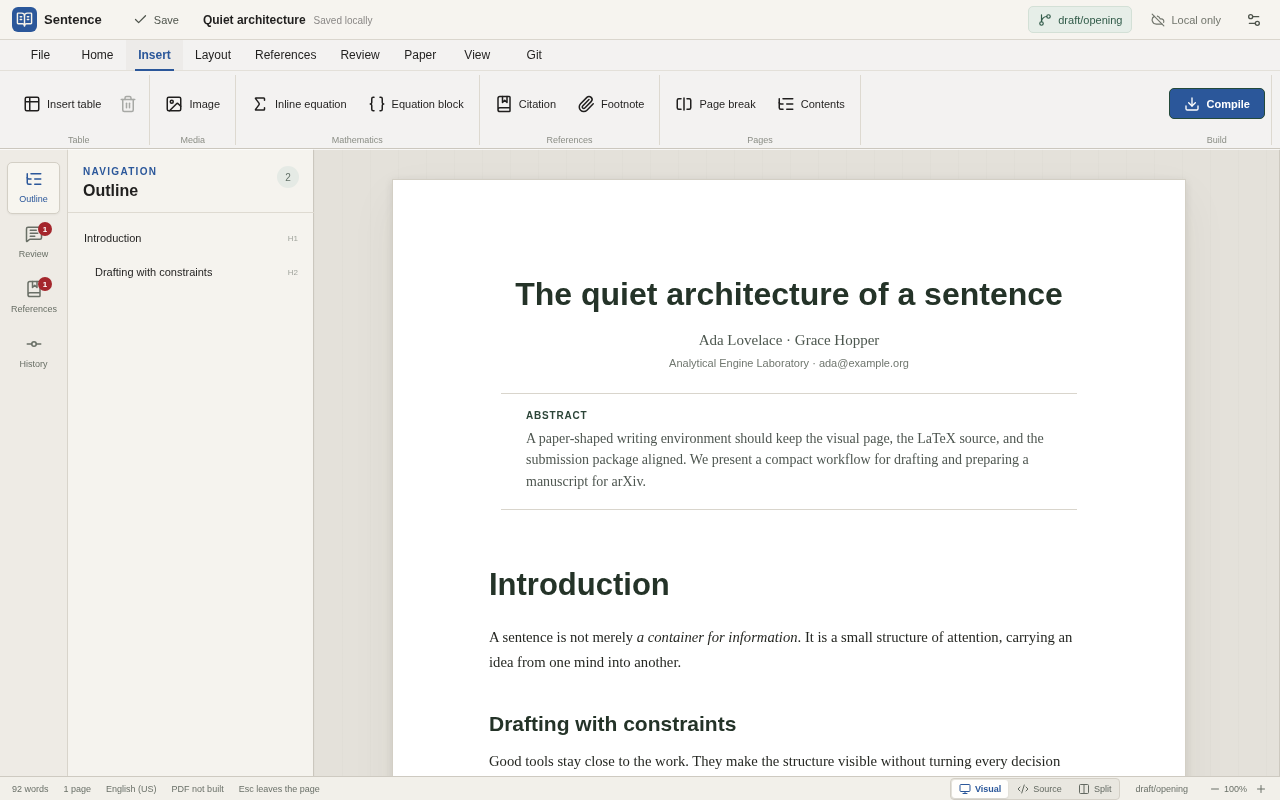 Sentence
Save
Quiet architecture Saved locally
draft/opening
Local only
File Home Insert Layout References Review Paper View Git
Insert table
Image
Inline equation
Equation block
Citation
Footnote
Page break
Contents
Compile
Table
Media
Mathematics
References
Pages
Build
Outline
Review
1
References
1
History
NAVIGATION
Outline
2
Introduction H1
Drafting with constraints H2
The quiet architecture of a sentence
Ada Lovelace · Grace Hopper
Analytical Engine Laboratory · ada@example.org
ABSTRACT
A paper-shaped writing environment should keep the visual page, the LaTeX source, and the
submission package aligned. We present a compact workflow for drafting and preparing a
manuscript for arXiv.
Introduction
A sentence is not merely a container for information. It is a small structure of attention, carrying an
idea from one mind into another.
Drafting with constraints
Good tools stay close to the work. They make the structure visible without turning every decision
92 words 1 page English (US) PDF not built Esc leaves the page
Visual Source Split draft/opening 100%